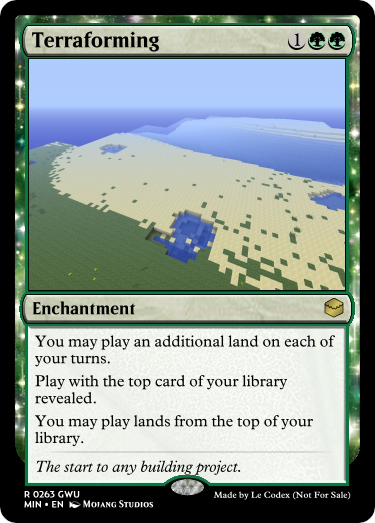 Terraforming 1
Enchantment
You may play an additional land on each of
your turns.
Play with the top card of your library
revealed.
You may play lands from the top of your
library.
The start to any building project.
R 0263 GWU
MIN • EN Mojang Studios
Made by Le Codex (Not For Sale)